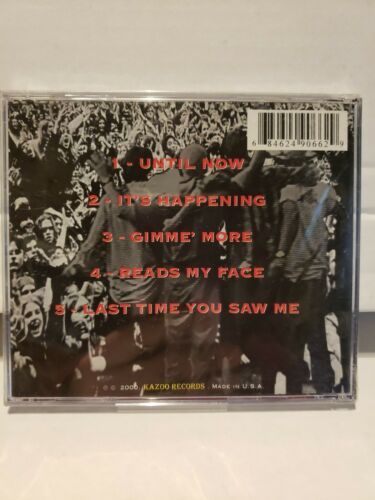 6 84624 90662 9
1 - UNTIL NOW
2 - IT'S HAPPENING
3 - GIMME' MORE
4 - READS MY FACE
5 - LAST TIME YOU SAW ME
℗ © 2000. KAZOO RECORDS . MADE IN U.S.A.